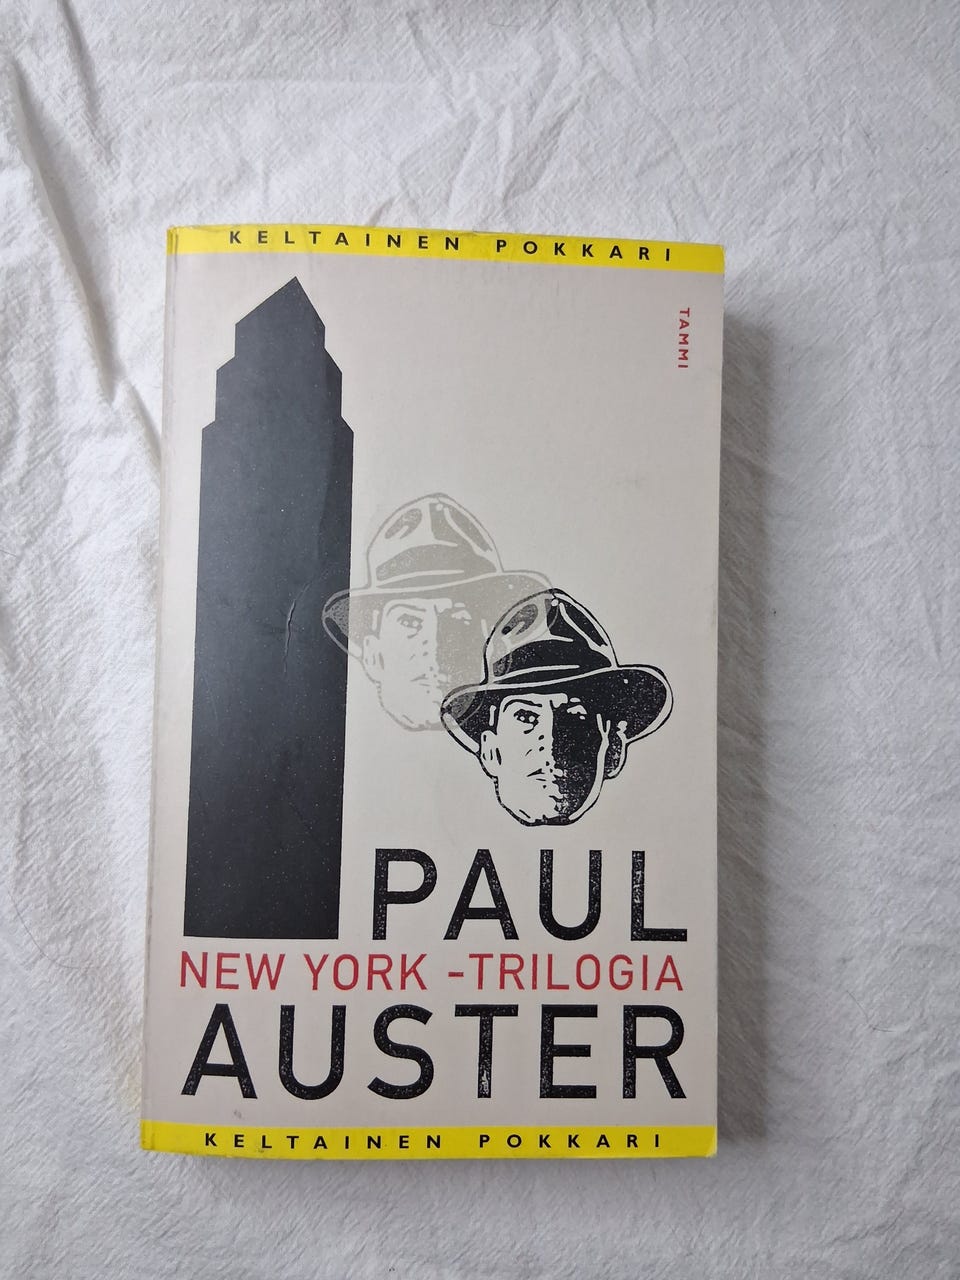 KELTAINEN POKKARI
TAMMI
PAUL
NEW YORK -TRILOGIA
AUSTER
KELTAINEN POKKARI